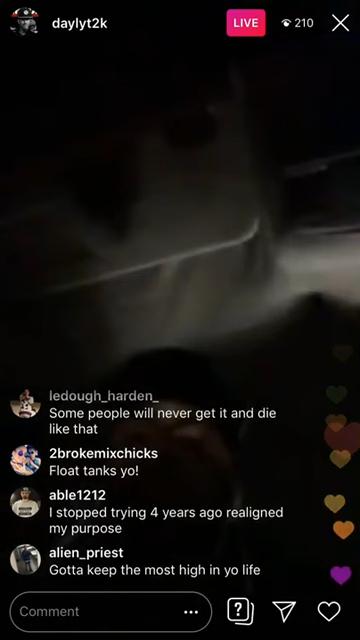 daylyt2k
LIVE
210
ledough_harden_
Some people will never get it and die
like that
2brokemixchicks
Float tanks yo!
able1212
I stopped trying 4 years ago realigned
my purpose
alien_priest
Gotta keep the most high in yo life
Comment